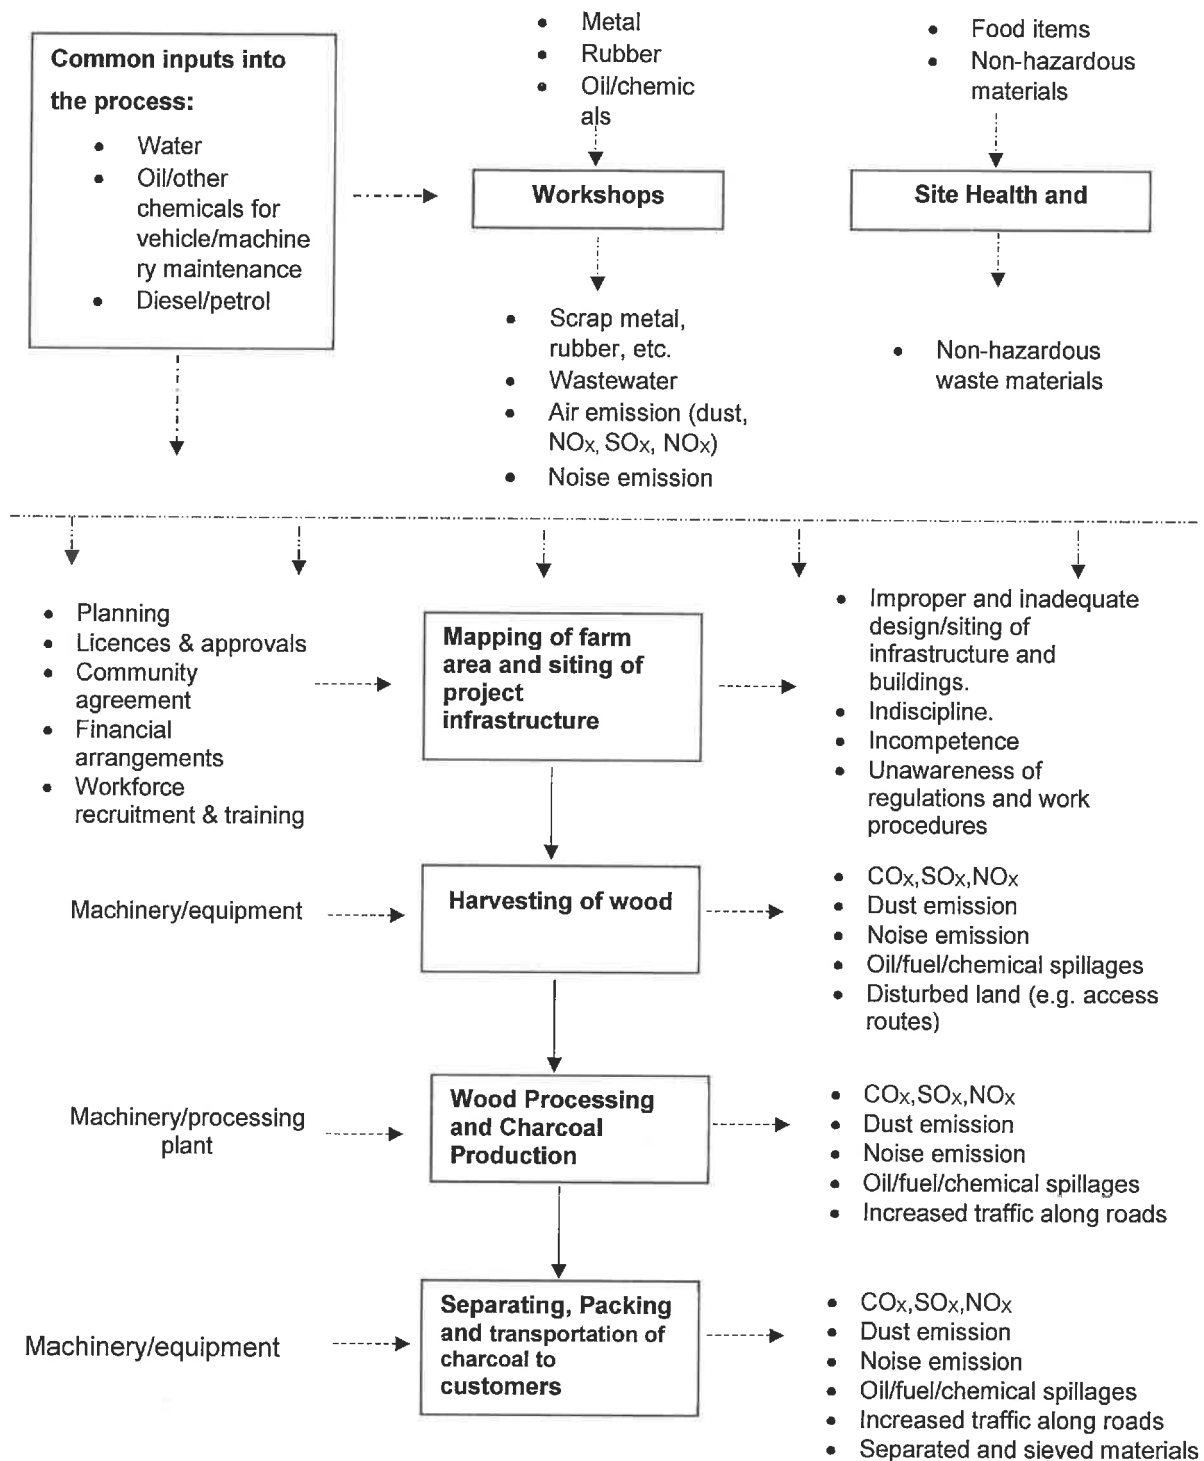 Common inputs into
the process:
• Water
• Oil/other
chemicals for
vehicle/machine
ry maintenance
• Diesel/petrol
• Metal
• Rubber
• Oil/chemic
als
Workshops
• Scrap metal,
rubber, etc.
• Wastewater
• Air emission (dust,
NOx, SOx, NOx)
• Noise emission
• Food items
• Non-hazardous
materials
Site Health and
• Non-hazardous
waste materials
• Planning
• Licences & approvals
• Community
agreement
• Financial
arrangements
• Workforce
recruitment & training
Mapping of farm
area and siting of
project
infrastructure
• Improper and inadequate
design/siting of
infrastructure and
buildings.
• Indiscipline.
• Incompetence
• Unawareness of
regulations and work
procedures
Machinery/equipment
Harvesting of wood
• COx,SOx,NOx
• Dust emission
• Noise emission
• Oil/fuel/chemical spillages
• Disturbed land (e.g. access
routes)
Machinery/processing
plant
Wood Processing
and Charcoal
Production
• COx,SOx,NOx
• Dust emission
• Noise emission
• Oil/fuel/chemical spillages
• Increased traffic along roads
Machinery/equipment
Separating, Packing
and transportation of
charcoal to
customers
• COx,SOx,NOx
• Dust emission
• Noise emission
• Oil/fuel/chemical spillages
• Increased traffic along roads
• Separated and sieved materials